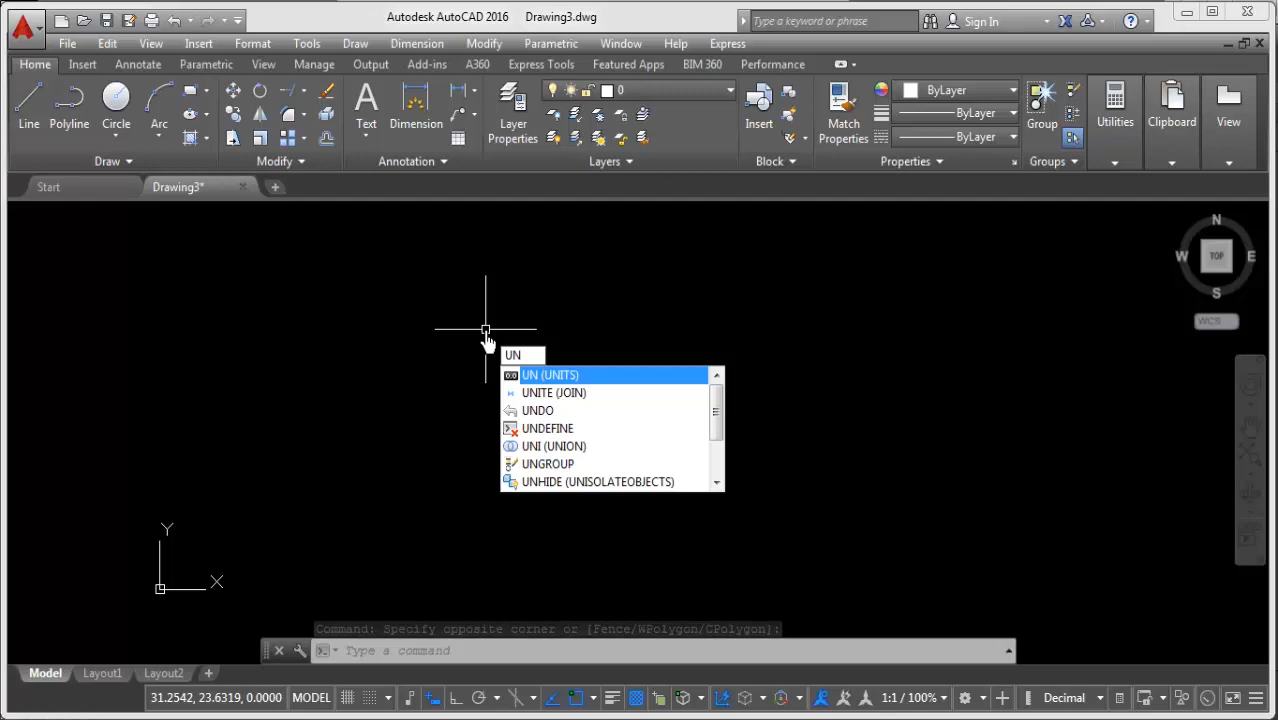 Autodesk AutoCAD 2016 Drawing3.dwg
Type a keyword or phrase
Sign In
File Edit View Insert Format Tools Draw Dimension Modify Parametric Window Help Express
Home Insert Annotate Parametric View Manage Output Add-ins A360 Express Tools Featured Apps BIM 360 Performance
Line Polyline Circle Arc
Text Dimension
Layer Properties
0
Insert
Match Properties
ByLayer
ByLayer
ByLayer
Group
Utilities
Clipboard
View
Draw Modify Annotation Layers Block Properties Groups
Start Drawing3*
N
W TOP E
S
WCS
UN
UN (UNITS)
UNITE (JOIN)
UNDO
UNDEFINE
UNI (UNION)
UNGROUP
UNHIDE (UNISOLATEOBJECTS)
Y
X
Command: Specify opposite corner or [Fence/WPolygon/CPolygon]:
Type a command
Model Layout1 Layout2
31.2542, 23.6319, 0.0000 MODEL 1:1 / 100% Decimal